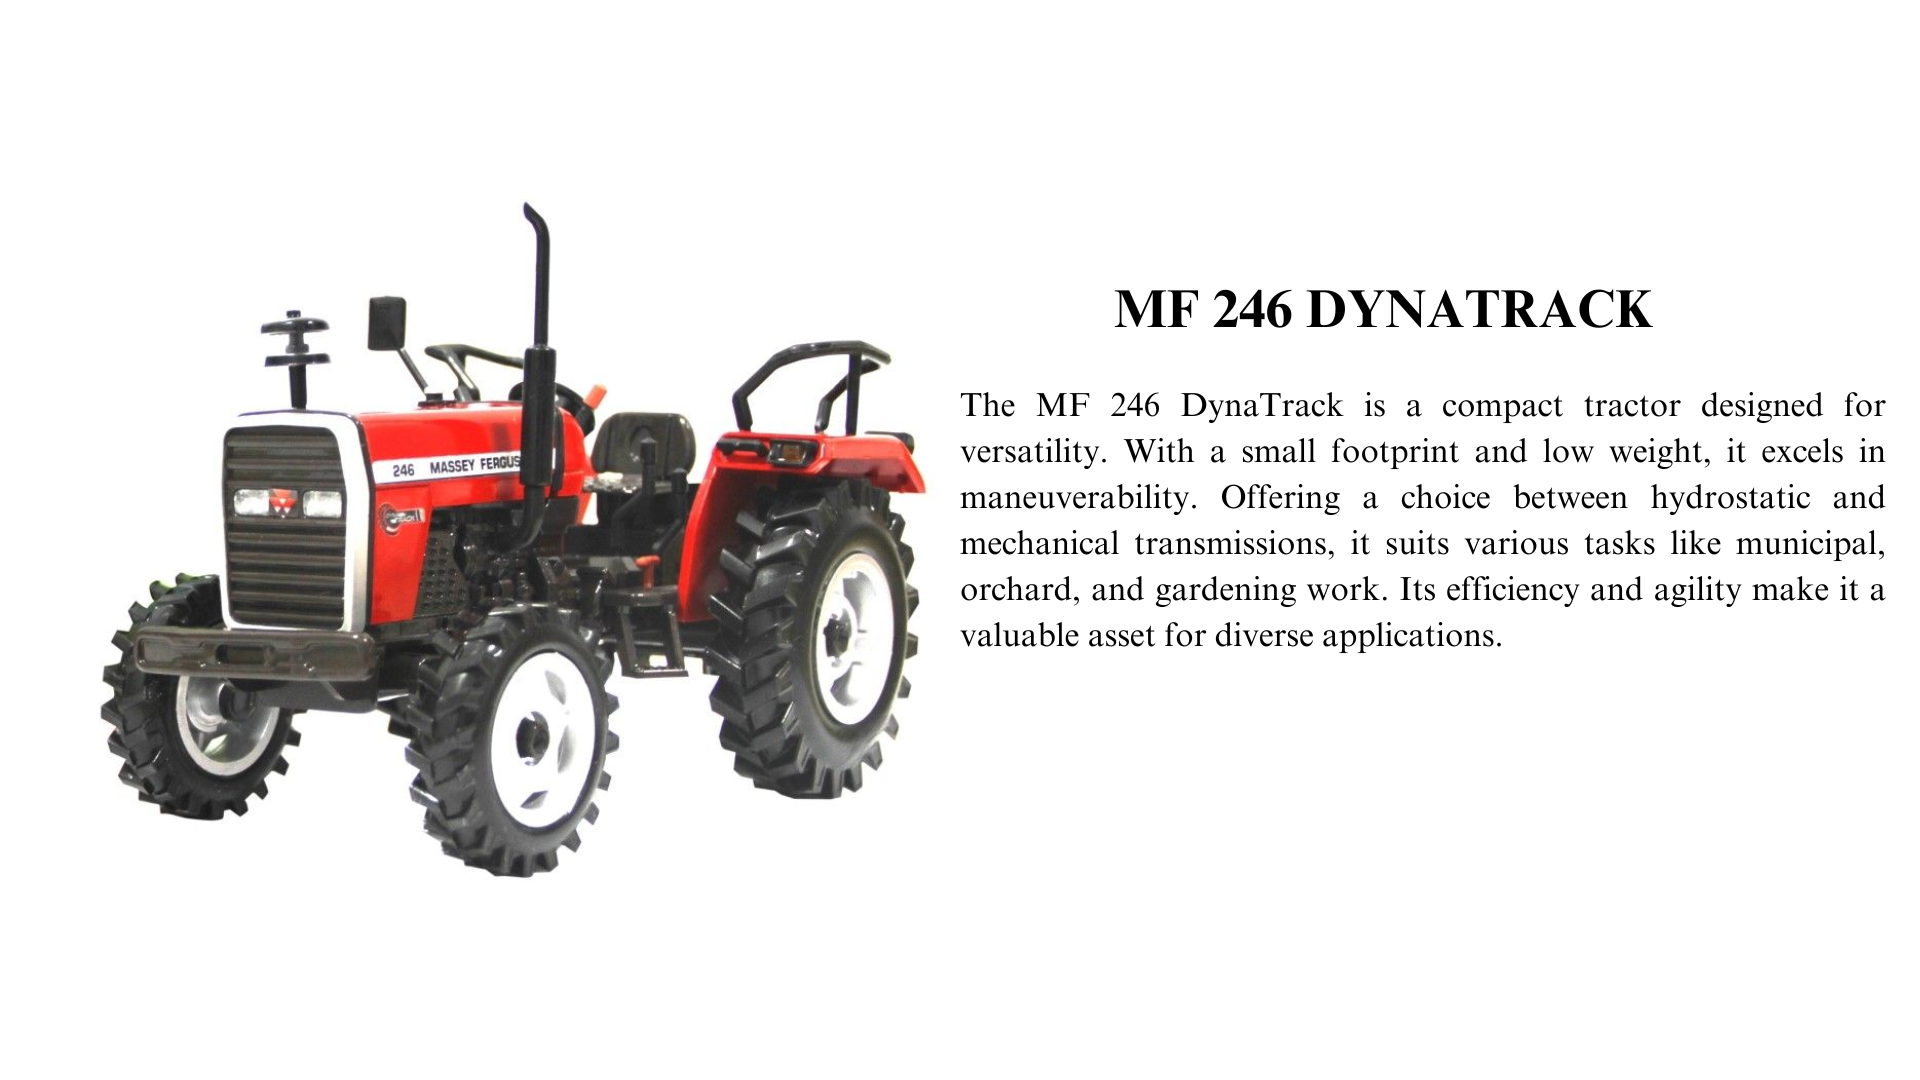 MF 246 DYNATRACK
The MF 246 DynaTrack is a compact tractor designed for
versatility. With a small footprint and low weight, it excels in
maneuverability. Offering a choice between hydrostatic and
mechanical transmissions, it suits various tasks like municipal,
orchard, and gardening work. Its efficiency and agility make it a
valuable asset for diverse applications.
246 MASSEY FERGUS